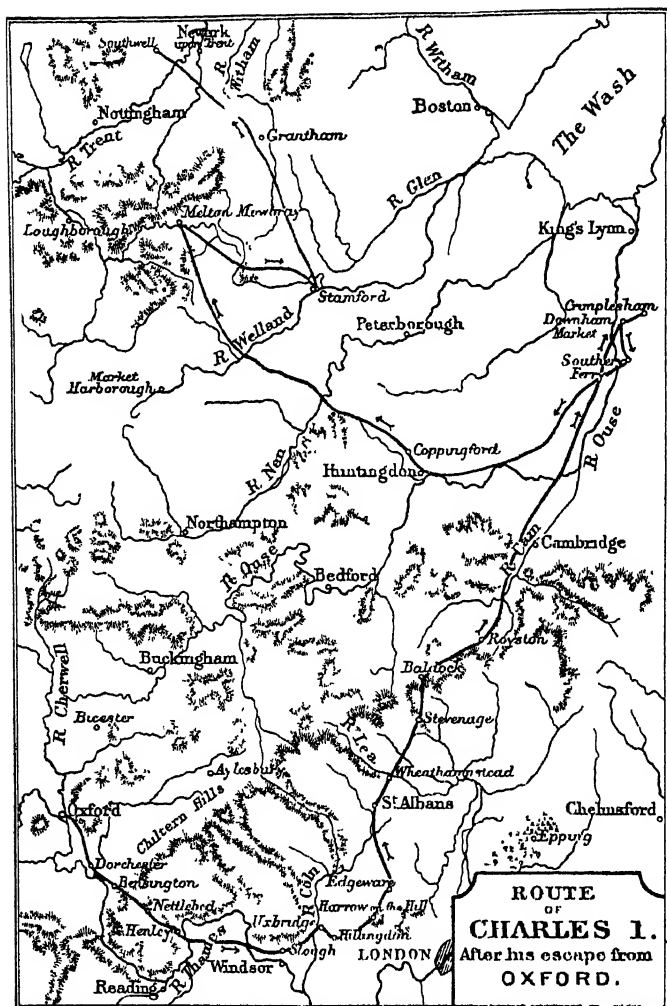 Newark
upon Trent
Southwell
R Witham
R Witham
Boston
The Wash
Nottingham
Grantham
R Trent
R Glen
Loughborough
Melton Mowbray
King's Lynn
Stamford
Crimplesham
Downham
Market
Peterborough
R Welland
Southery
Ferry
Market
Harborough
Coppingford
R Ouse
Huntingdon
R Nen
Northampton
R Cam
Cambridge
R Ouse
Bedford
Royston
Buckingham
Baldock
R Cherwell
Stevenage
Bicester
R Lea
Aylesbury
Wheathampstead
Chiltern Hills
St Albans
Oxford
Chelmsford
Epping
Dorchester
Bensington
Edgeware
Nettlebed
R Coln
Harrow on the Hill
Uxbridge
Henley
Hillingdon
R Thames
Slough
LONDON
Windsor
Reading
ROUTE
OF
CHARLES 1.
After his escape from
OXFORD.